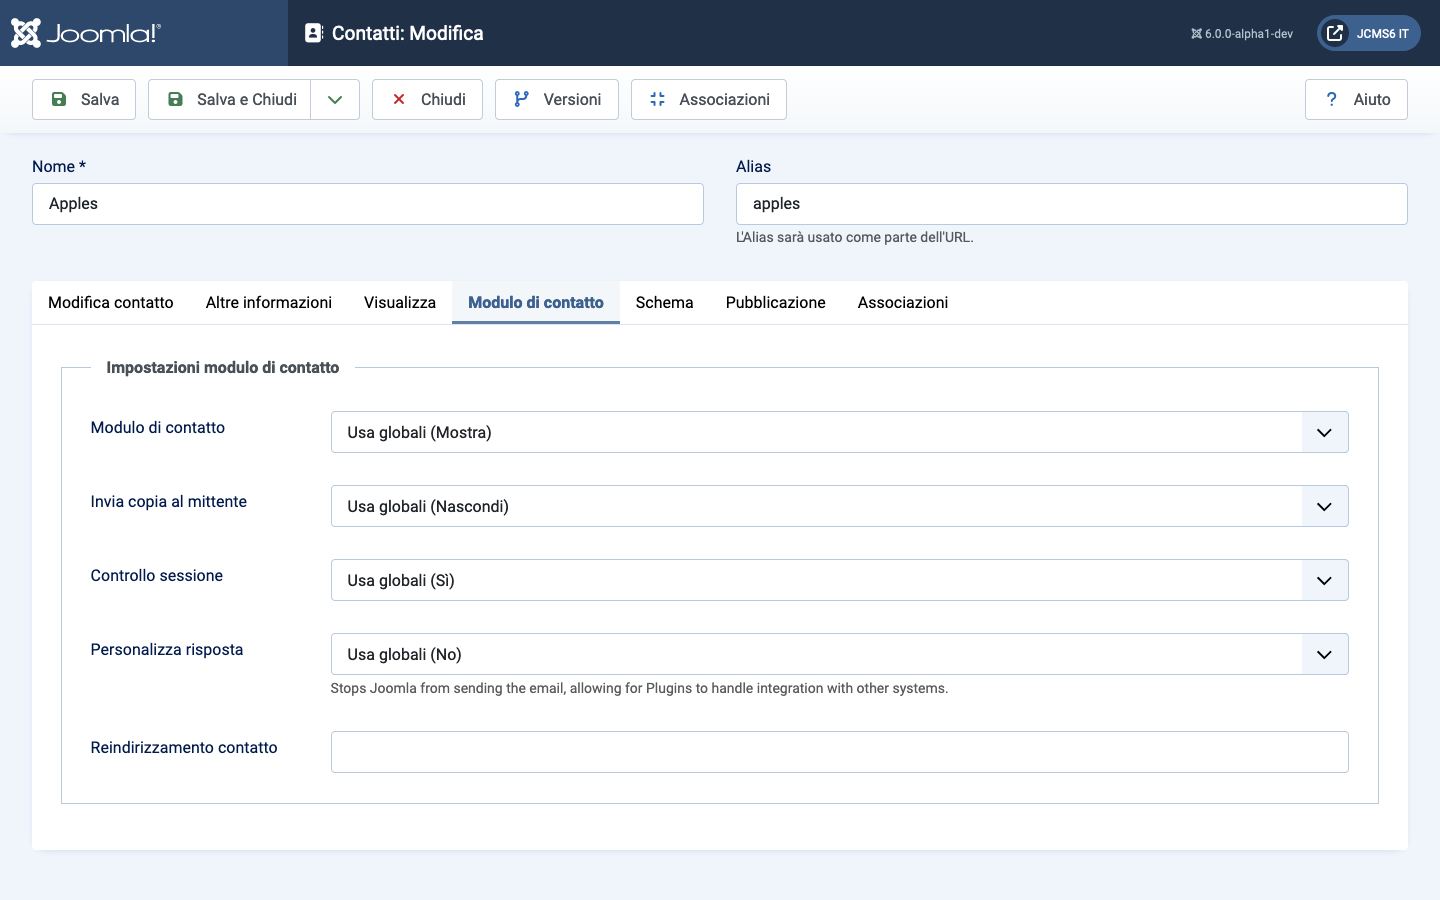 Joomla!®
Contatti: Modifica
6.0.0-alpha1-dev
JCMS6 IT
Salva
Salva e Chiudi
Chiudi
Versioni
Associazioni
? Aiuto
Nome *
Alias
Apples
apples
L'Alias sarà usato come parte dell'URL.
Modifica contatto Altre informazioni Visualizza Modulo di contatto Schema Pubblicazione Associazioni
Impostazioni modulo di contatto
Modulo di contatto
Usa globali (Mostra)
Invia copia al mittente
Usa globali (Nascondi)
Controllo sessione
Usa globali (Sì)
Personalizza risposta
Usa globali (No)
Stops Joomla from sending the email, allowing for Plugins to handle integration with other systems.
Reindirizzamento contatto